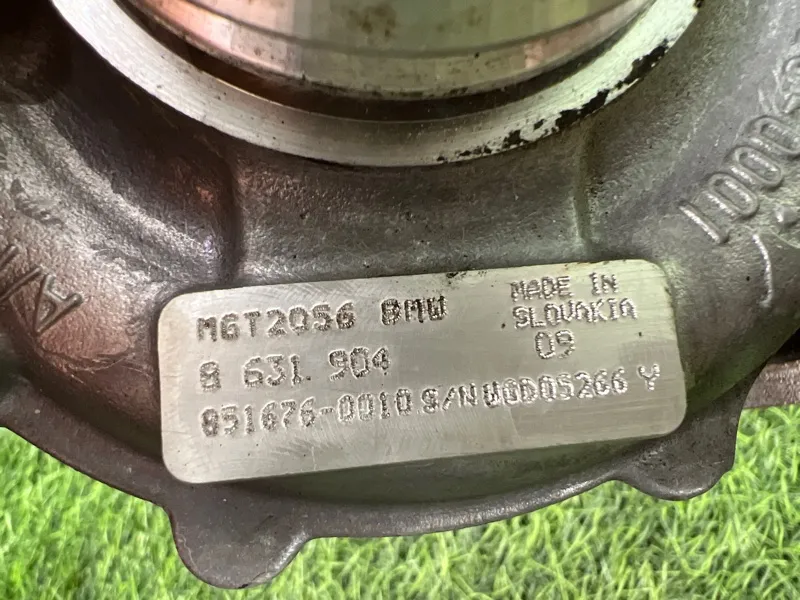 MGT2056 BMW
MADE IN
SLOVAKIA
8 631 904
09
851676-0010 S/N